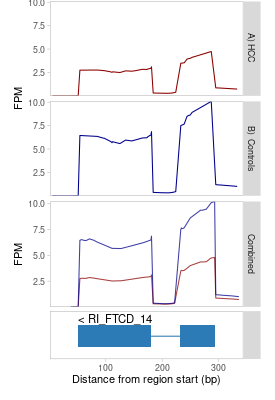 10.0
7.5
5.0
2.5
FPM
A) HCC
10.0
7.5
5.0
2.5
B) Controls
10.0
7.5
5.0
2.5
FPM
Combined
< RI_FTCD_14
100
200
300
Distance from region start (bp)